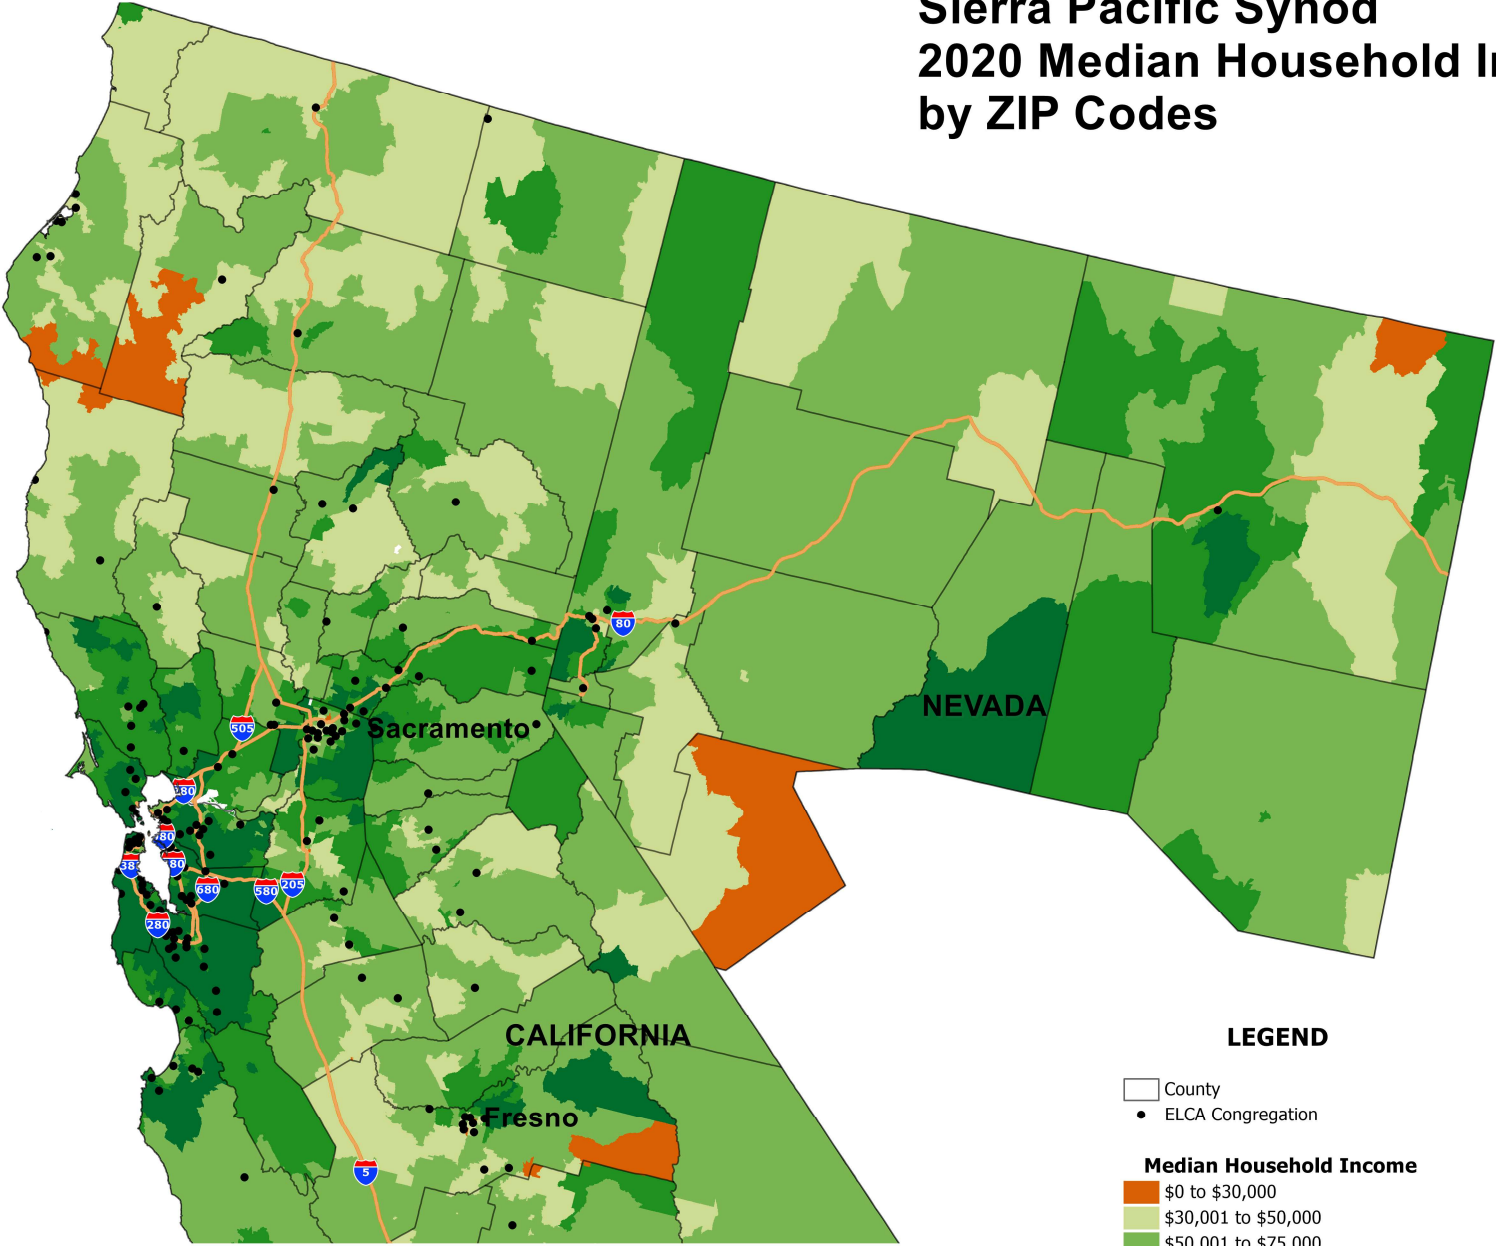 Sierra Pacific Synod
2020 Median Household I
by ZIP Codes
80
NEVADA
505
Sacramento
80
680
580
205
280
CALIFORNIA
Fresno
5
LEGEND
County
ELCA Congregation
Median Household Income
$0 to $30,000
$30,001 to $50,000
$50,001 to $75,000